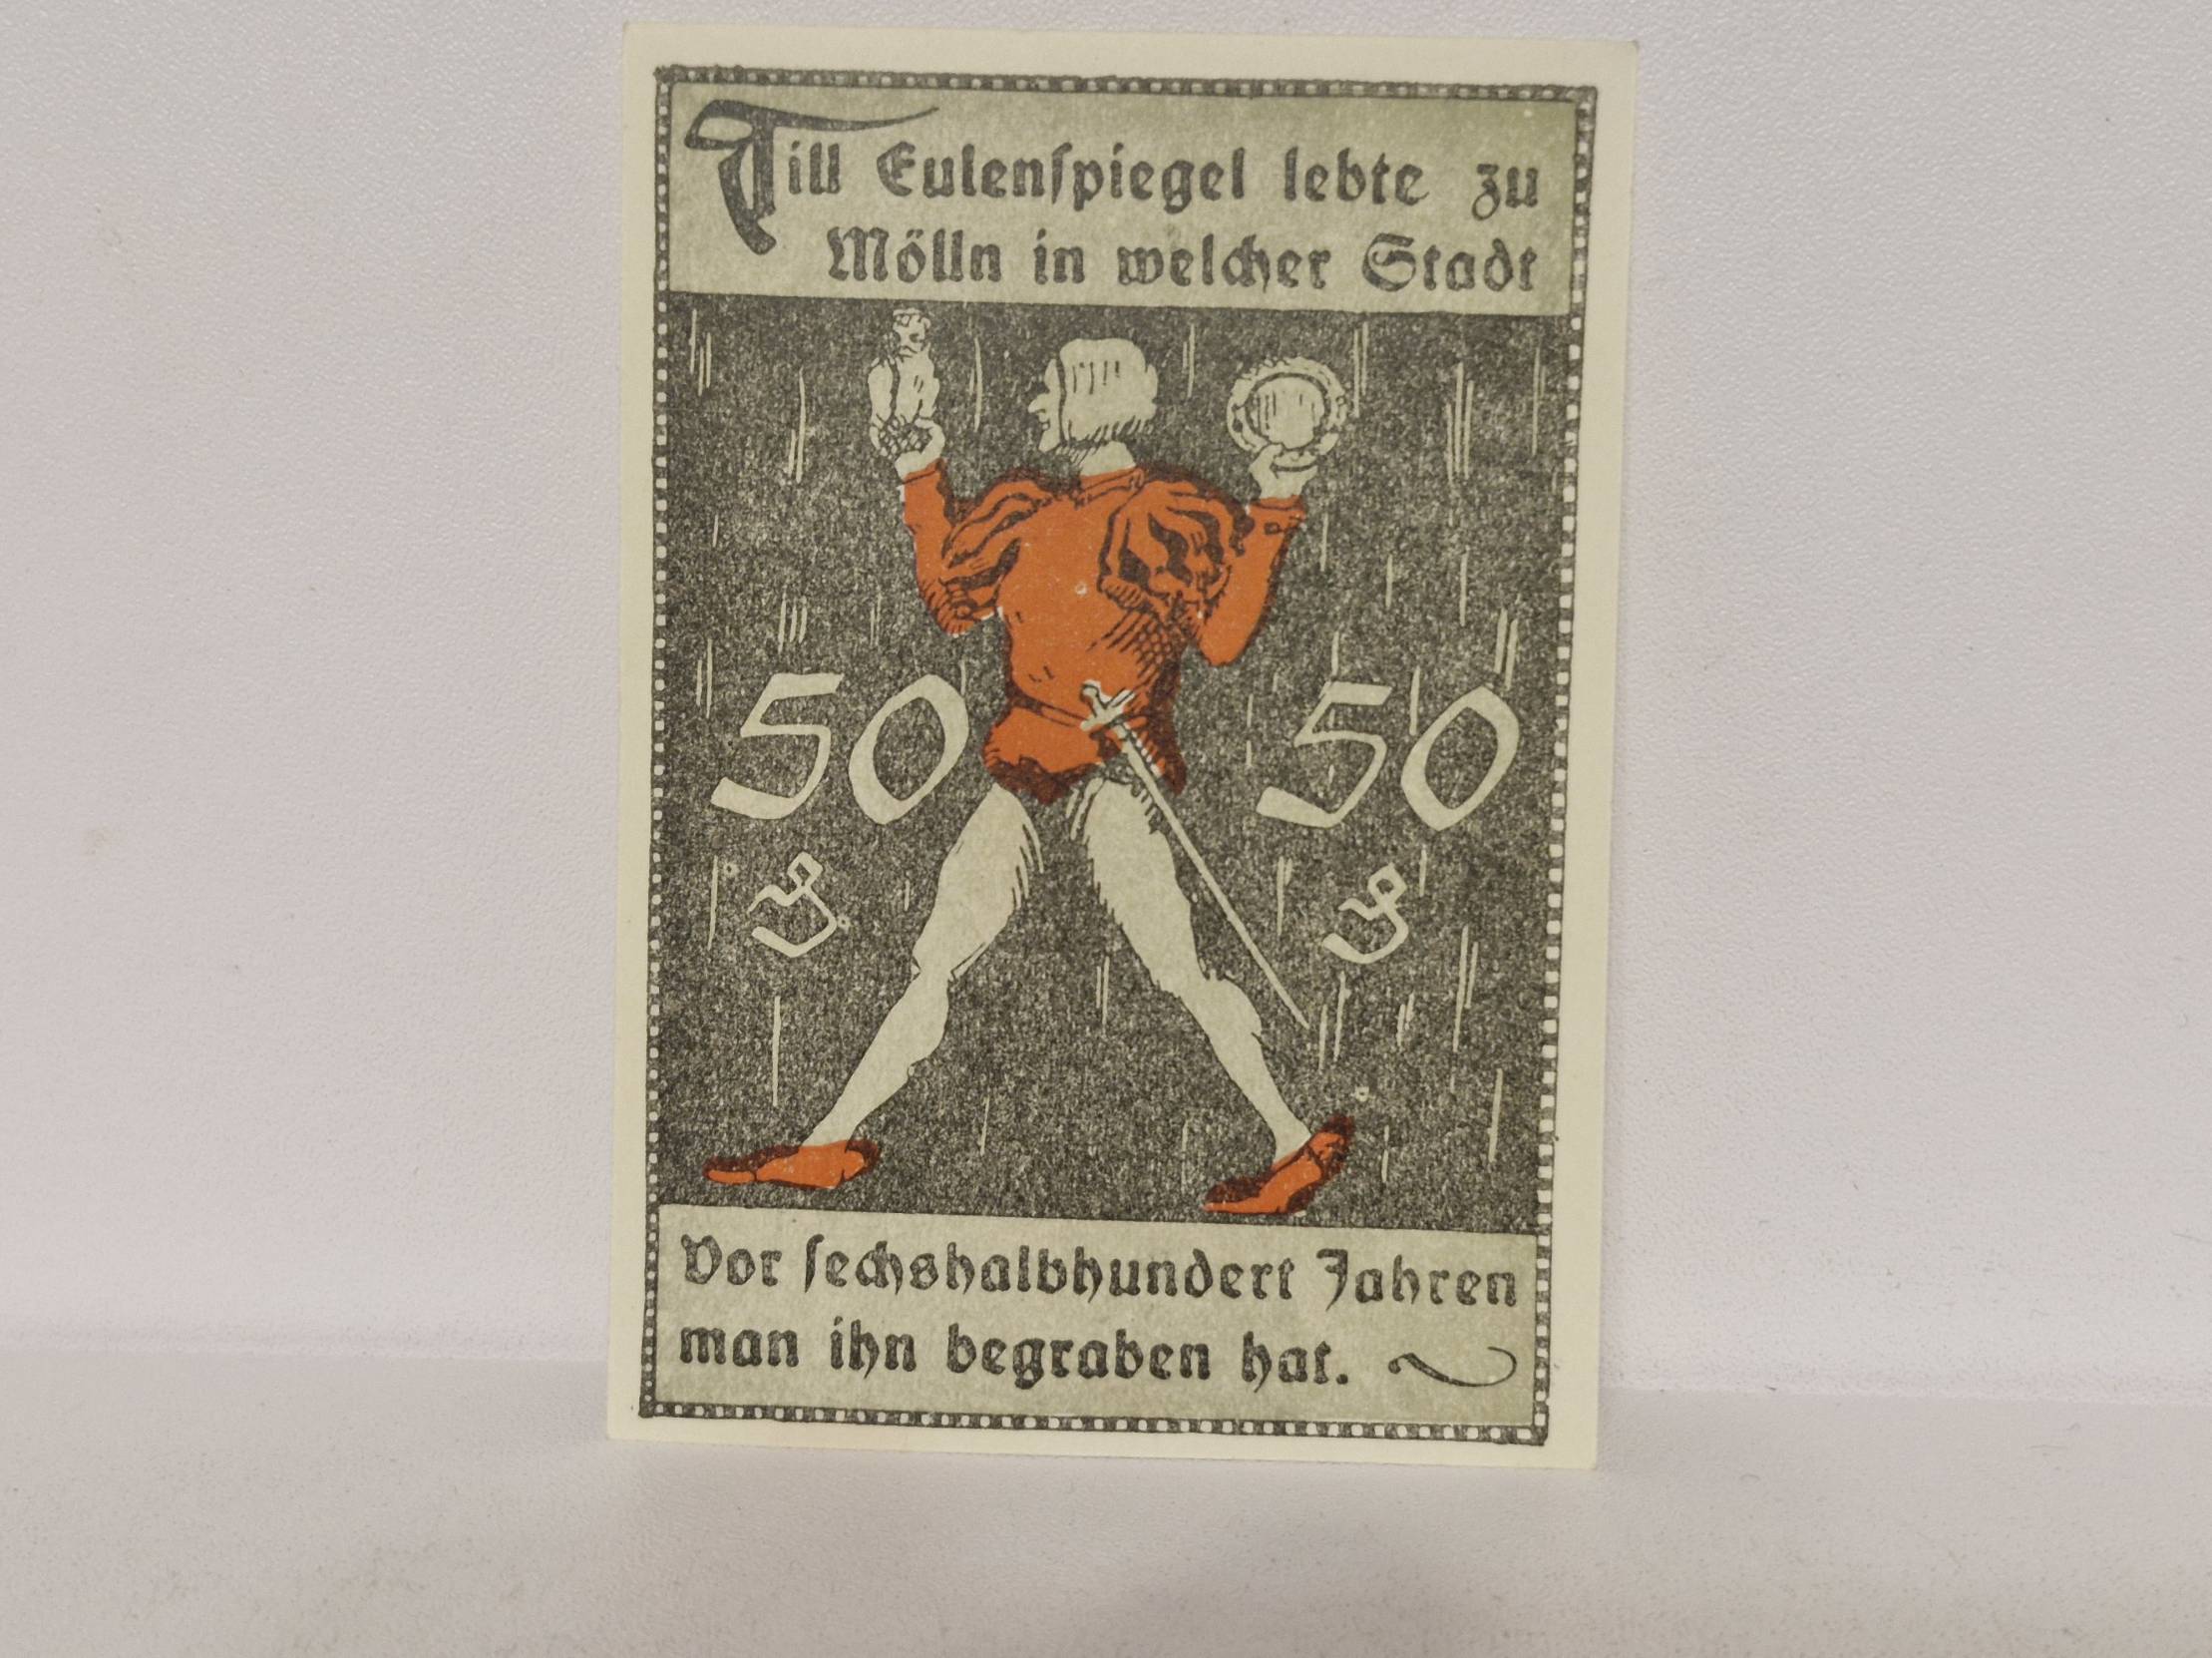 Till Eulenſpiegel lebte zu
Mölln in welcher Stadt
50 50
₰ ₰
Vor ſechshalbhundert Jahren
man ihn begraben hat.